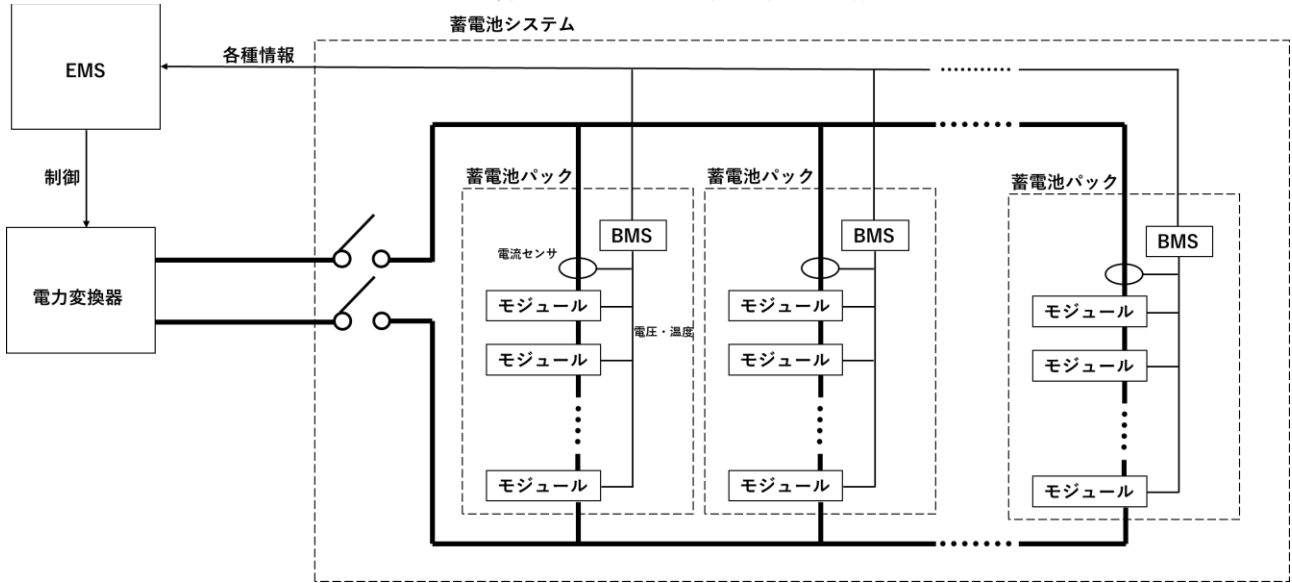 蓄電池システム
各種情報
EMS
制御
電力変換器
蓄電池パック
BMS
電流センサ
モジュール
電圧・温度
モジュール
モジュール
蓄電池パック
BMS
モジュール
モジュール
モジュール
蓄電池パック
BMS
モジュール
モジュール
モジュール